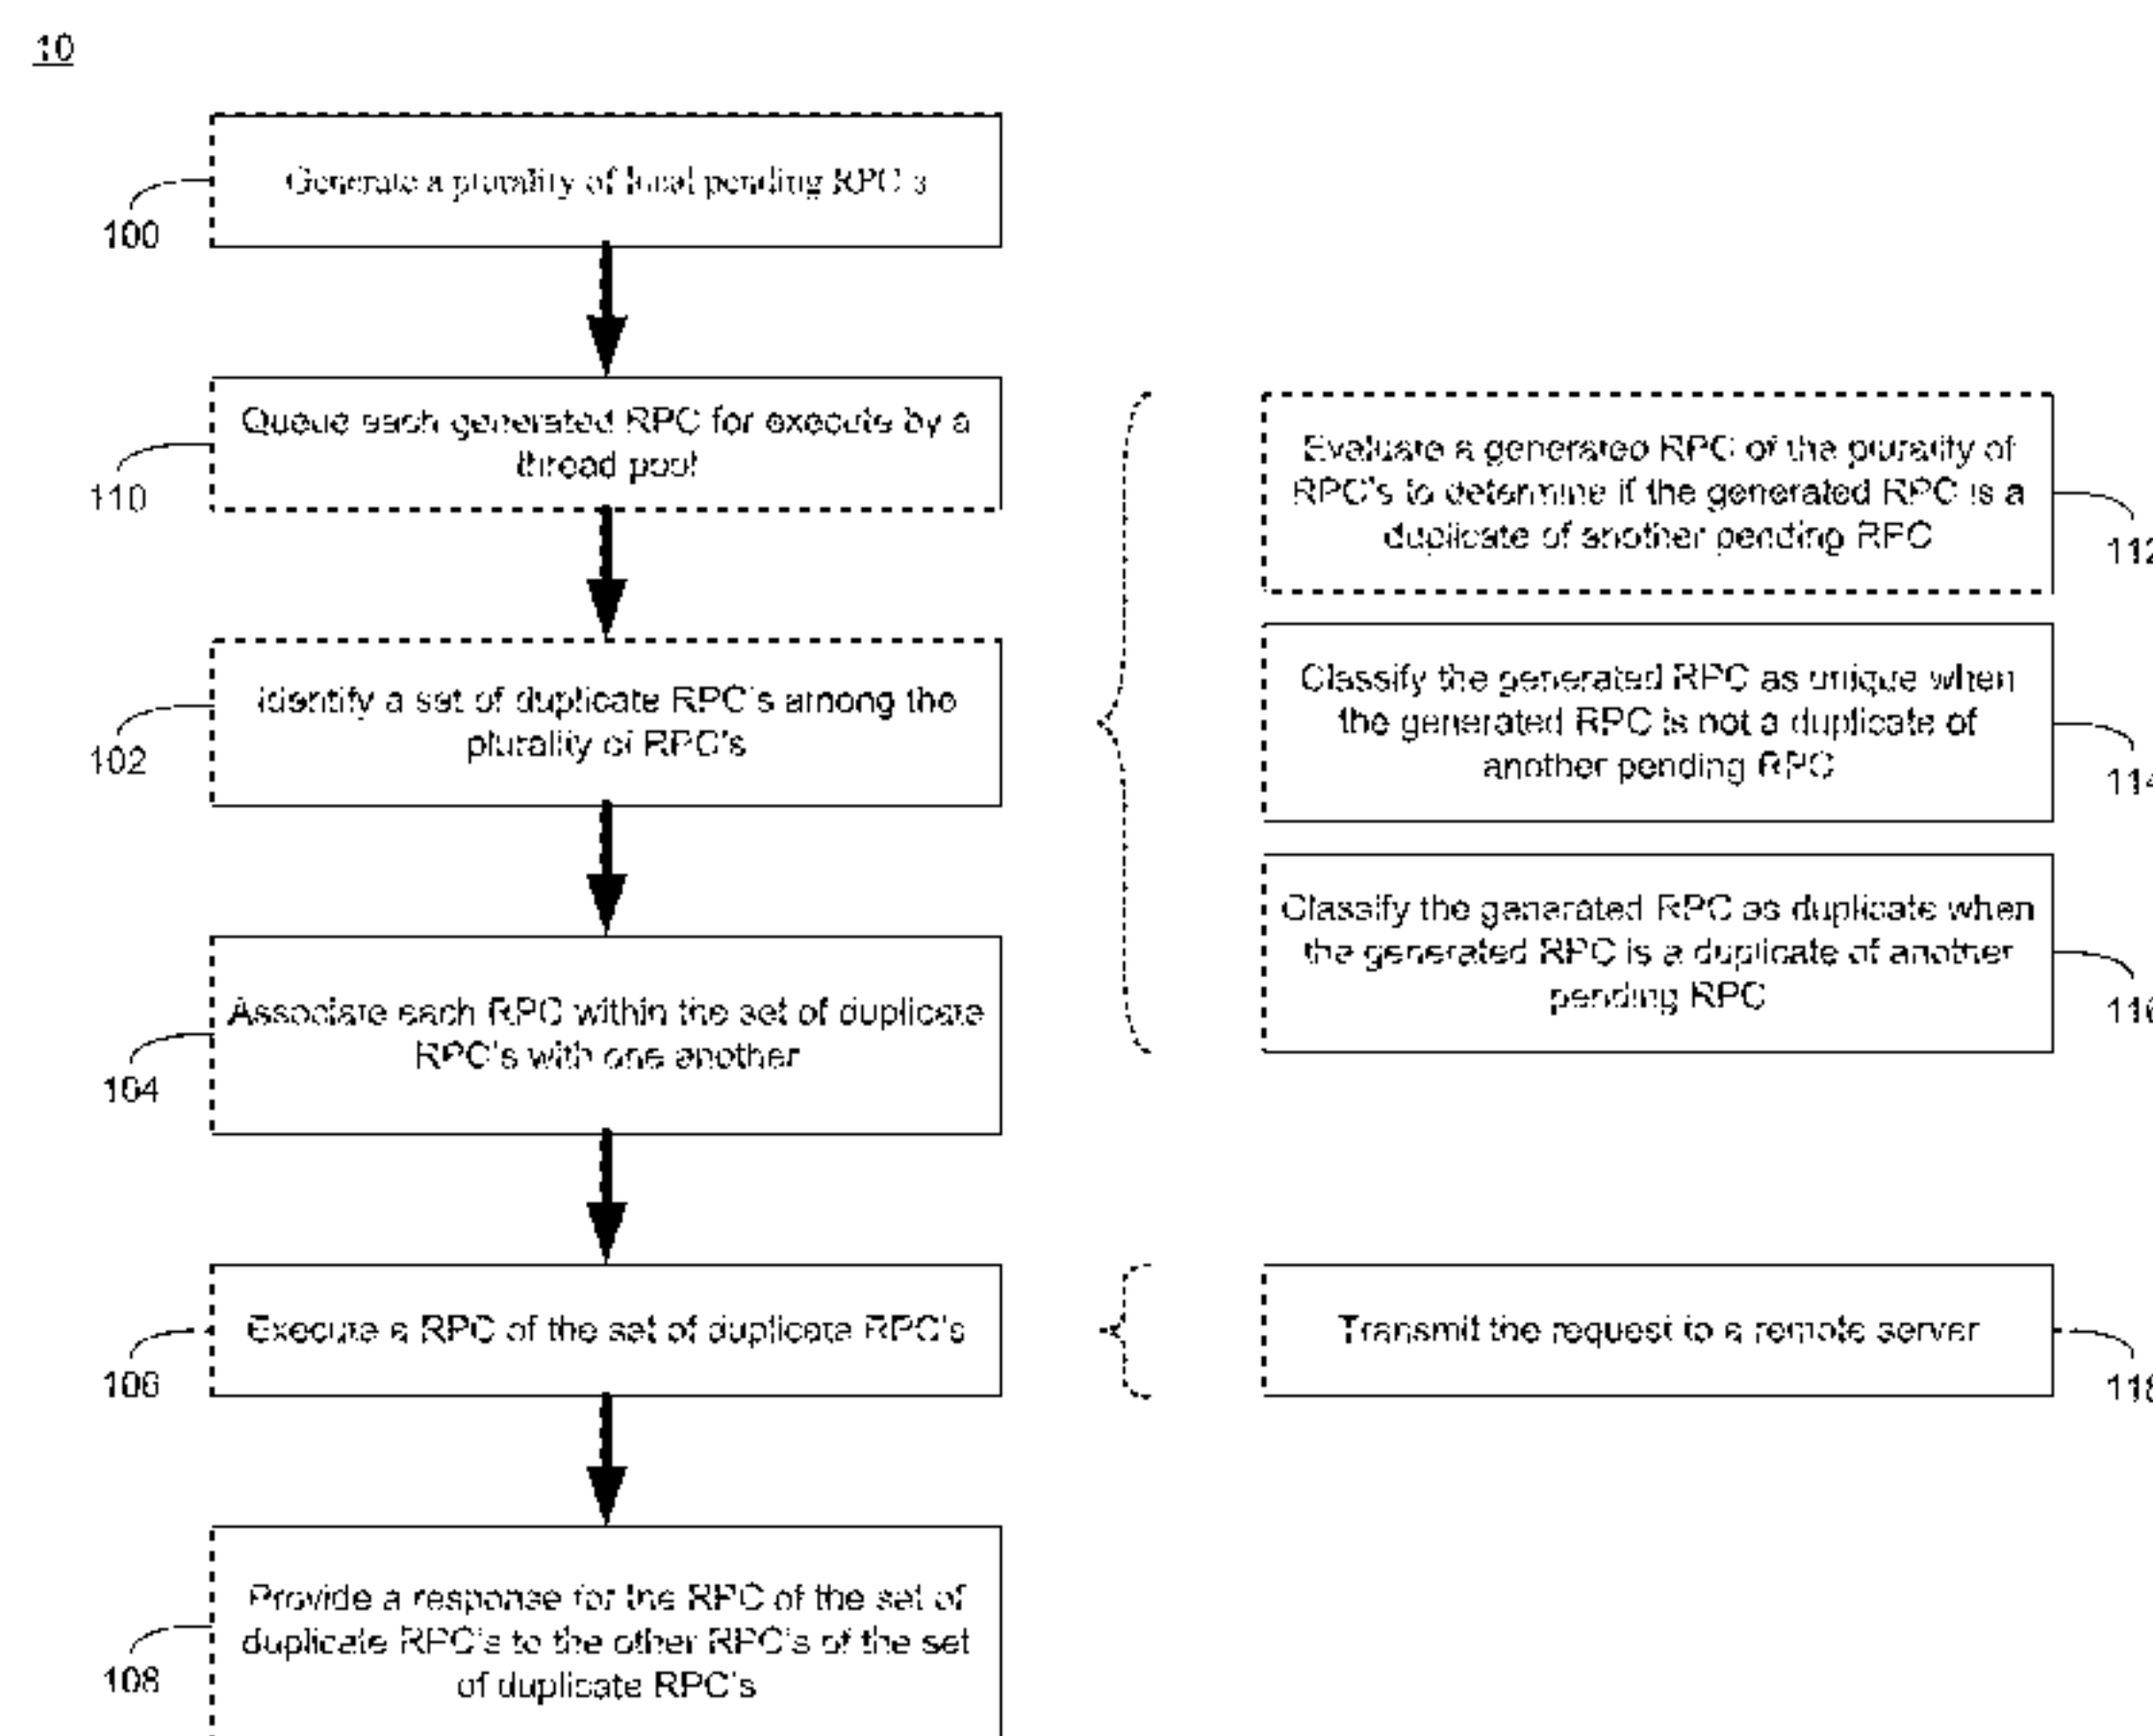 10
Generate a plurality of local pending RPC's
100
Queue each generated RPC for execute by a
thread pool
110
Identify a set of duplicate RPC's among the
plurality of RPC's
102
Associate each RPC within the set of duplicate
RPC's with one another
104
Execute a RPC of the set of duplicate RPC's
106
Provide a response for the RPC of the set of
duplicate RPC's to the other RPC's of the set
of duplicate RPC's
108
Evaluate a generated RPC of the plurality of
RPC's to determine if the generated RPC is a
duplicate of another pending RPC
112
Classify the generated RPC as unique when
the generated RPC is not a duplicate of
another pending RPC
114
Classify the generated RPC as duplicate when
the generated RPC is a duplicate of another
pending RPC
116
Transmit the request to a remote server
118